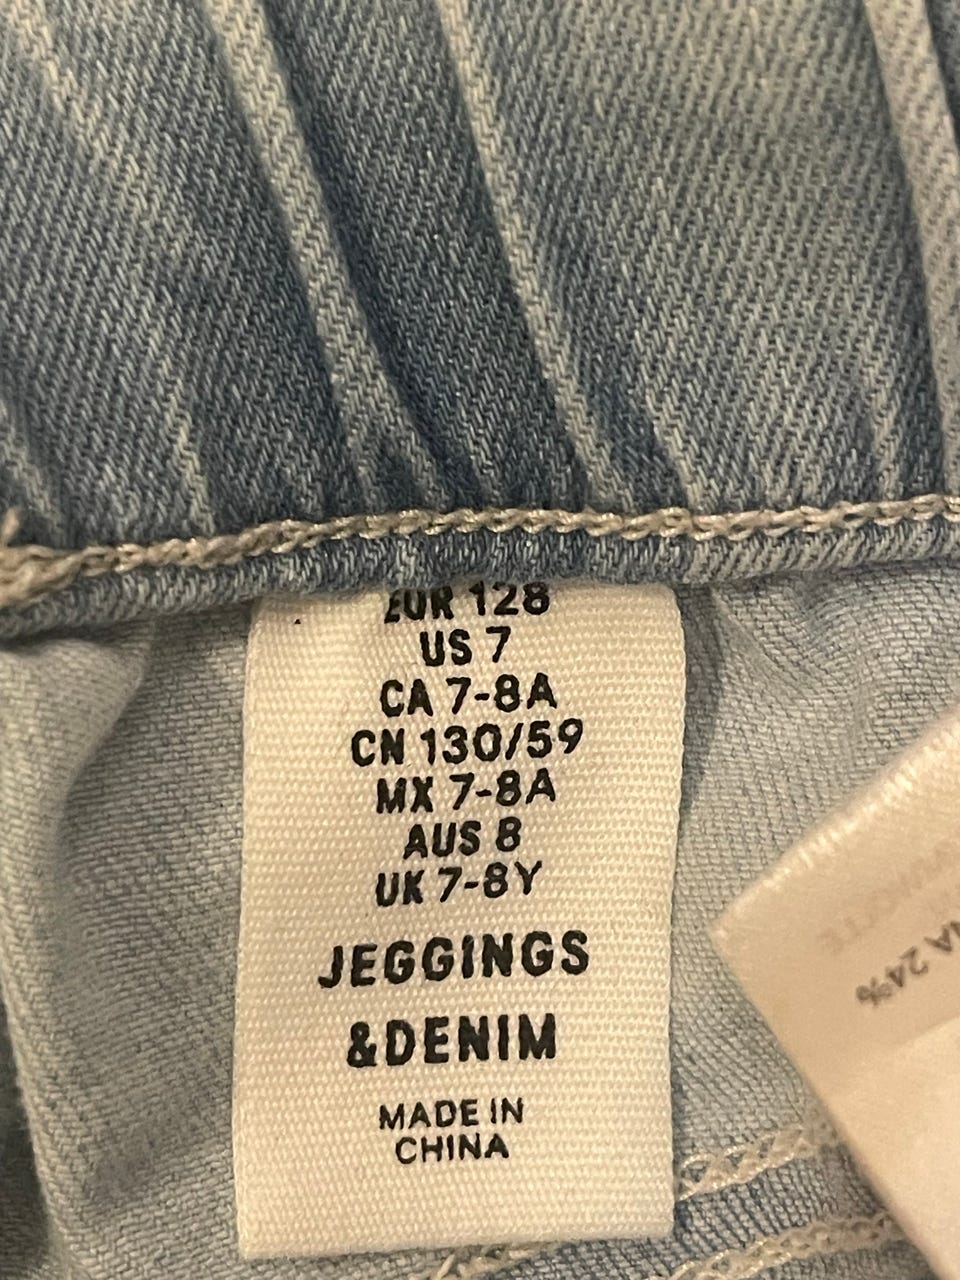 EUR 128
US 7
CA 7-8A
CN 130/59
MX 7-8A
AUS 8
UK 7-8Y
JEGGINGS
&DENIM
MADE IN
CHINA
24%